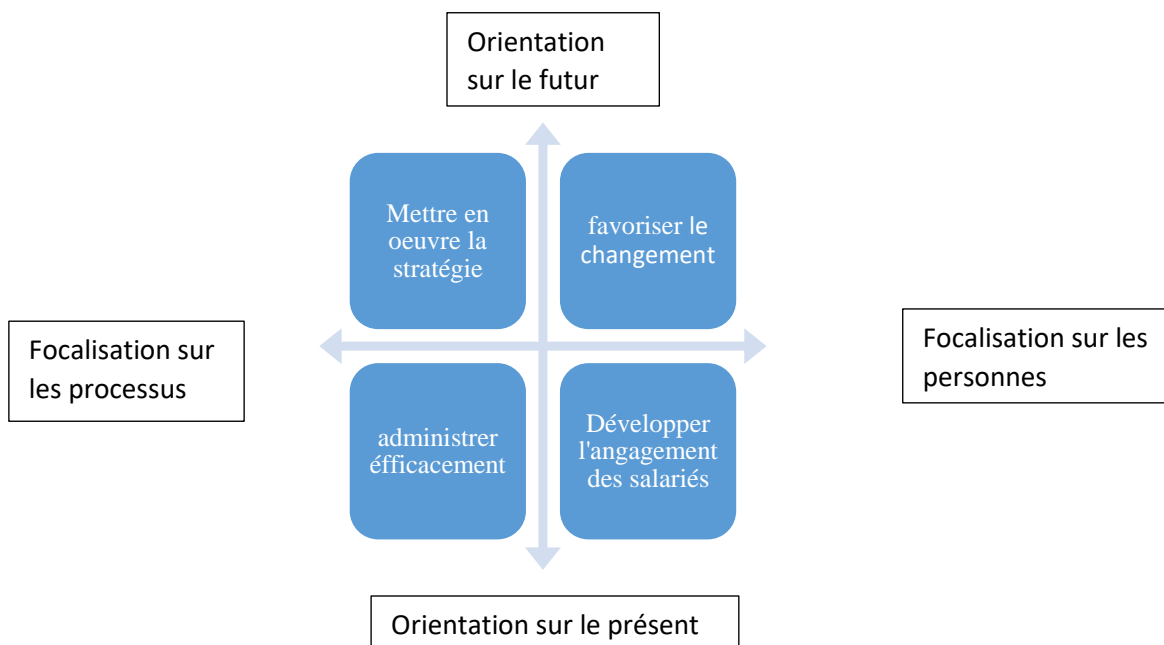 Orientation
sur le futur
Mettre en
oeuvre la
stratégie
favoriser le
changement
Focalisation sur
les processus
Focalisation sur les
personnes
administrer
éfficacement
Développer
l'angagement
des salariés
Orientation sur le présent